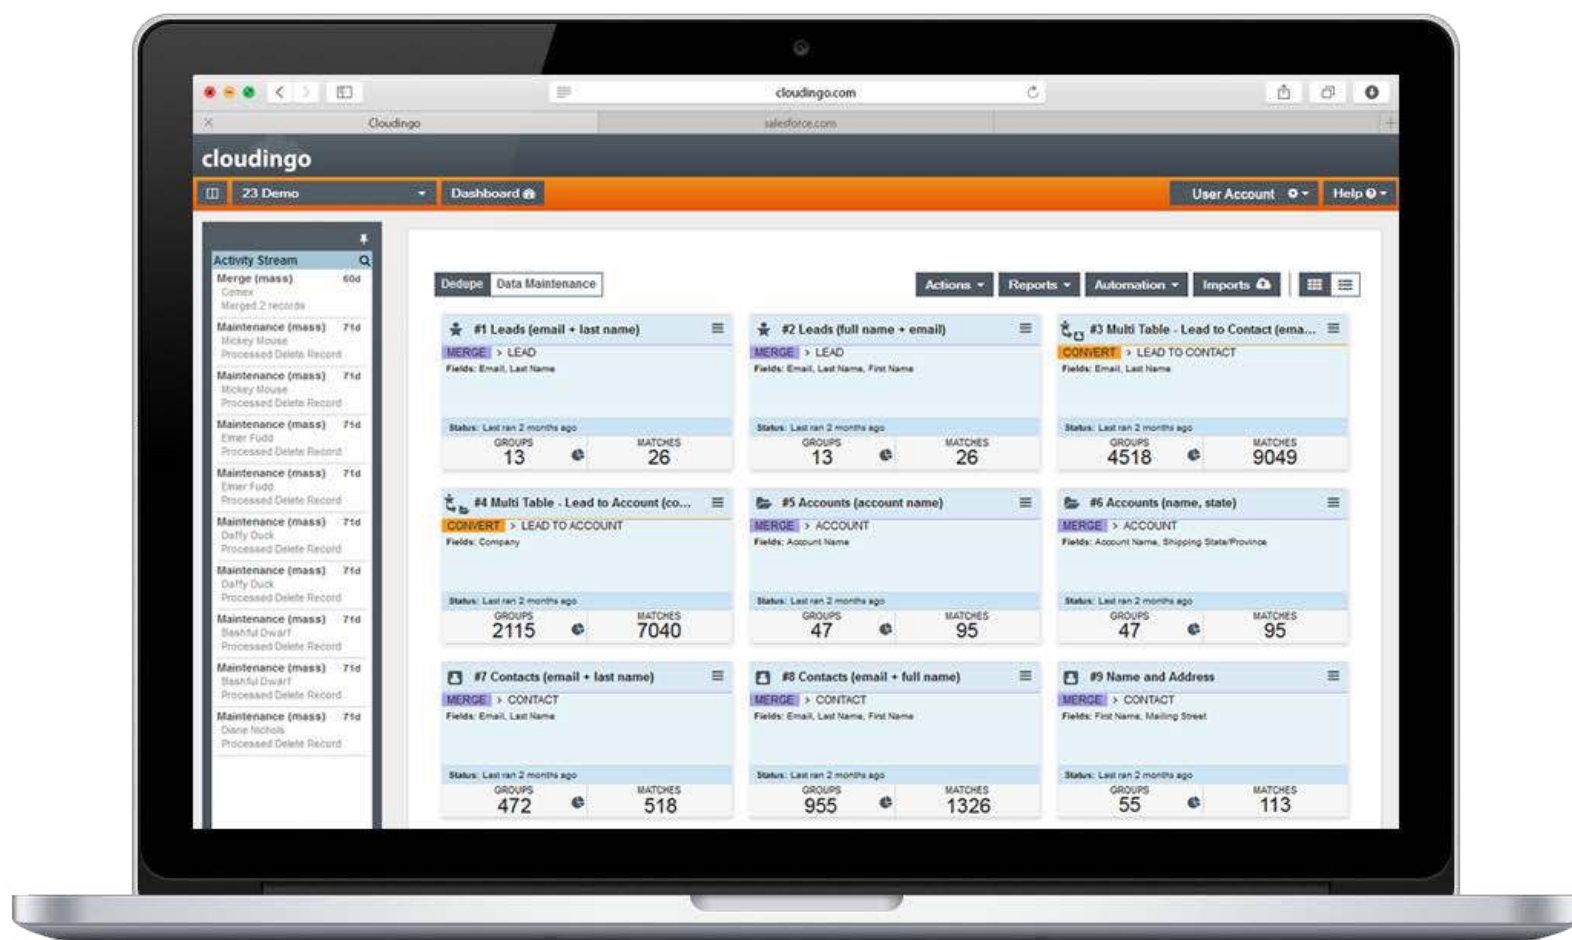 cloudingo.com
Cloudingo
salesforce.com
cloudingo
23 Demo
Dashboard
User Account
Help
Activity Stream
Merge (mass) 60d
Cemex
Merged 2 records
Maintenance (mass) 71d
Mickey Mouse
Processed Delete Record
Maintenance (mass) 71d
Mickey Mouse
Processed Delete Record
Maintenance (mass) 71d
Elmer Fudd
Processed Delete Record
Maintenance (mass) 71d
Elmer Fudd
Processed Delete Record
Maintenance (mass) 71d
Daffy Duck
Processed Delete Record
Maintenance (mass) 71d
Daffy Duck
Processed Delete Record
Maintenance (mass) 71d
Bashful Dwarf
Processed Delete Record
Maintenance (mass) 71d
Bashful Dwarf
Processed Delete Record
Maintenance (mass) 71d
Diane Nichols
Processed Delete Record
Dedupe Data Maintenance
Actions Reports Automation Imports
#1 Leads (email + last name)
MERGE > LEAD
Fields: Email, Last Name
Status: Last ran 2 months ago
GROUPS MATCHES
13 26
#2 Leads (full name + email)
MERGE > LEAD
Fields: Email, Last Name, First Name
Status: Last ran 2 months ago
GROUPS MATCHES
13 26
#3 Multi Table - Lead to Contact (ema...
CONVERT > LEAD TO CONTACT
Fields: Email, Last Name
Status: Last ran 2 months ago
GROUPS MATCHES
4518 9049
#4 Multi Table - Lead to Account (co...
CONVERT > LEAD TO ACCOUNT
Fields: Company
Status: Last ran 2 months ago
GROUPS MATCHES
2115 7040
#5 Accounts (account name)
MERGE > ACCOUNT
Fields: Account Name
Status: Last ran 2 months ago
GROUPS MATCHES
47 95
#6 Accounts (name, state)
MERGE > ACCOUNT
Fields: Account Name, Shipping State/Province
Status: Last ran 2 months ago
GROUPS MATCHES
47 95
#7 Contacts (email + last name)
MERGE > CONTACT
Fields: Email, Last Name
Status: Last ran 2 months ago
GROUPS MATCHES
472 518
#8 Contacts (email + full name)
MERGE > CONTACT
Fields: Email, Last Name, First Name
Status: Last ran 2 months ago
GROUPS MATCHES
955 1326
#9 Name and Address
MERGE > CONTACT
Fields: First Name, Mailing Street
Status: Last ran 2 months ago
GROUPS MATCHES
55 113